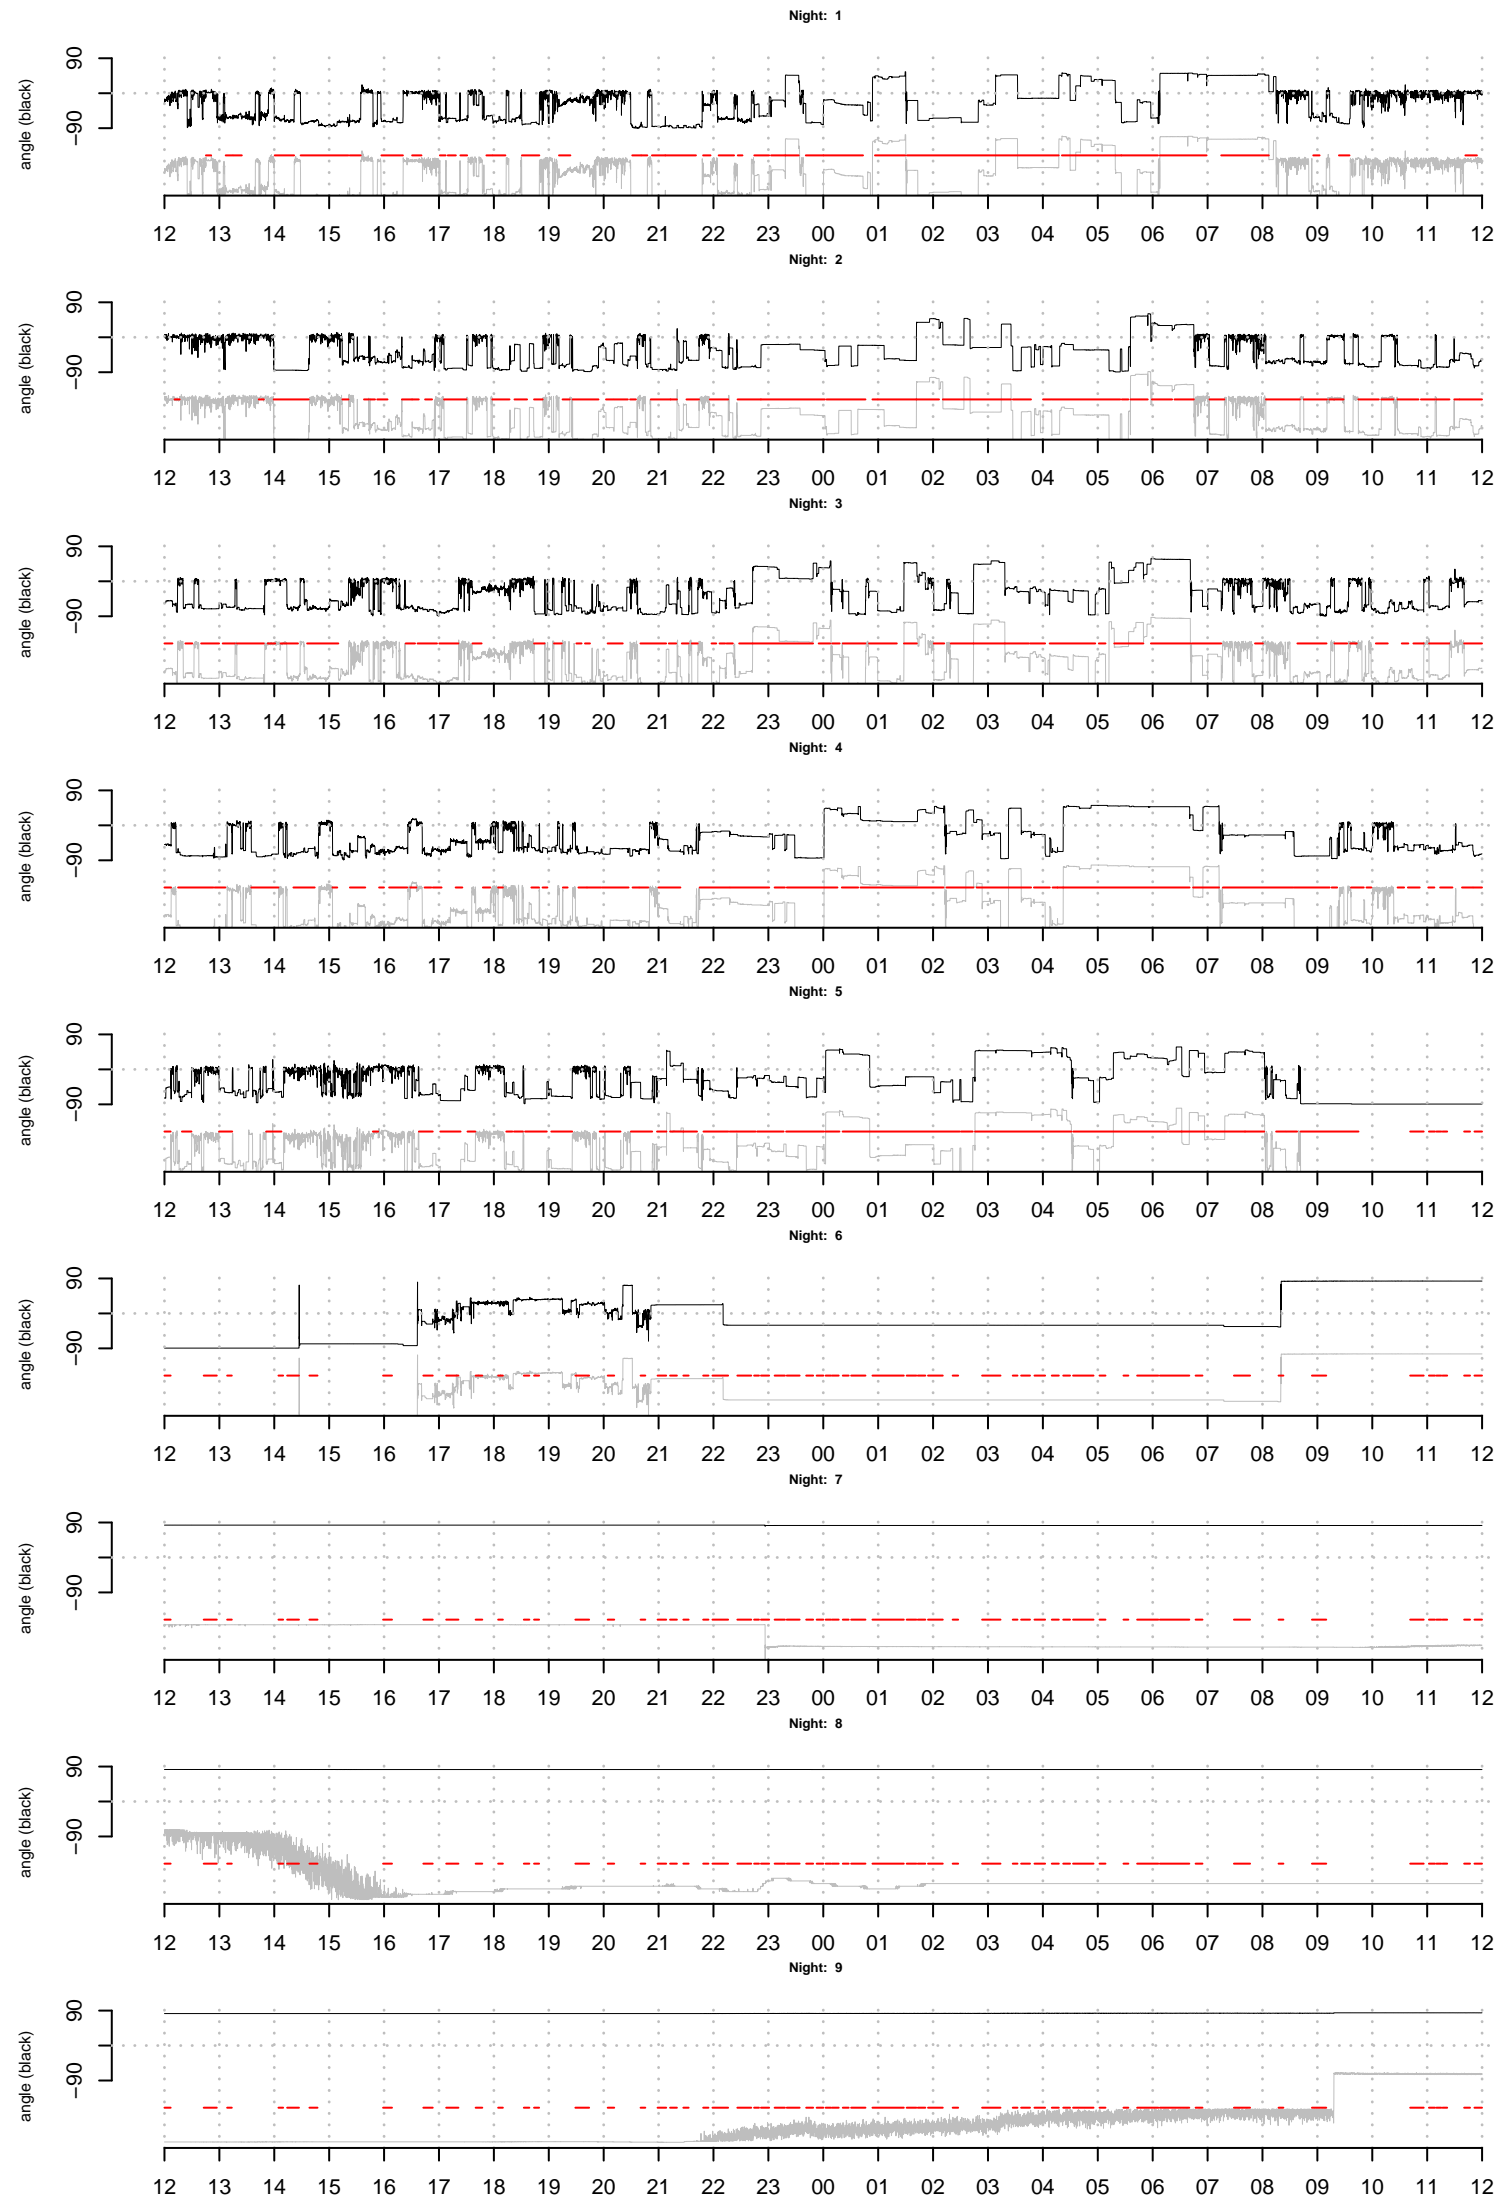 Night: 1
90
-90
angle (black)
12 13 14 15 16 17 18 19 20 21 22 23 00 01 02 03 04 05 06 07 08 09 10 11 12
Night: 2
90
-90
angle (black)
12 13 14 15 16 17 18 19 20 21 22 23 00 01 02 03 04 05 06 07 08 09 10 11 12
Night: 3
90
-90
angle (black)
12 13 14 15 16 17 18 19 20 21 22 23 00 01 02 03 04 05 06 07 08 09 10 11 12
Night: 4
90
-90
angle (black)
12 13 14 15 16 17 18 19 20 21 22 23 00 01 02 03 04 05 06 07 08 09 10 11 12
Night: 5
90
-90
angle (black)
12 13 14 15 16 17 18 19 20 21 22 23 00 01 02 03 04 05 06 07 08 09 10 11 12
Night: 6
90
-90
angle (black)
12 13 14 15 16 17 18 19 20 21 22 23 00 01 02 03 04 05 06 07 08 09 10 11 12
Night: 7
90
-90
angle (black)
12 13 14 15 16 17 18 19 20 21 22 23 00 01 02 03 04 05 06 07 08 09 10 11 12
Night: 8
90
-90
angle (black)
12 13 14 15 16 17 18 19 20 21 22 23 00 01 02 03 04 05 06 07 08 09 10 11 12
Night: 9
90
-90
angle (black)
12 13 14 15 16 17 18 19 20 21 22 23 00 01 02 03 04 05 06 07 08 09 10 11 12